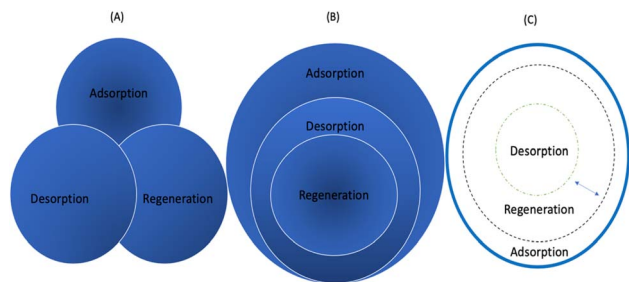 (A)
(B)
(C)
Adsorption
Desorption
Regeneration
Adsorption
Desorption
Regeneration
Desorption
Regeneration
Adsorption